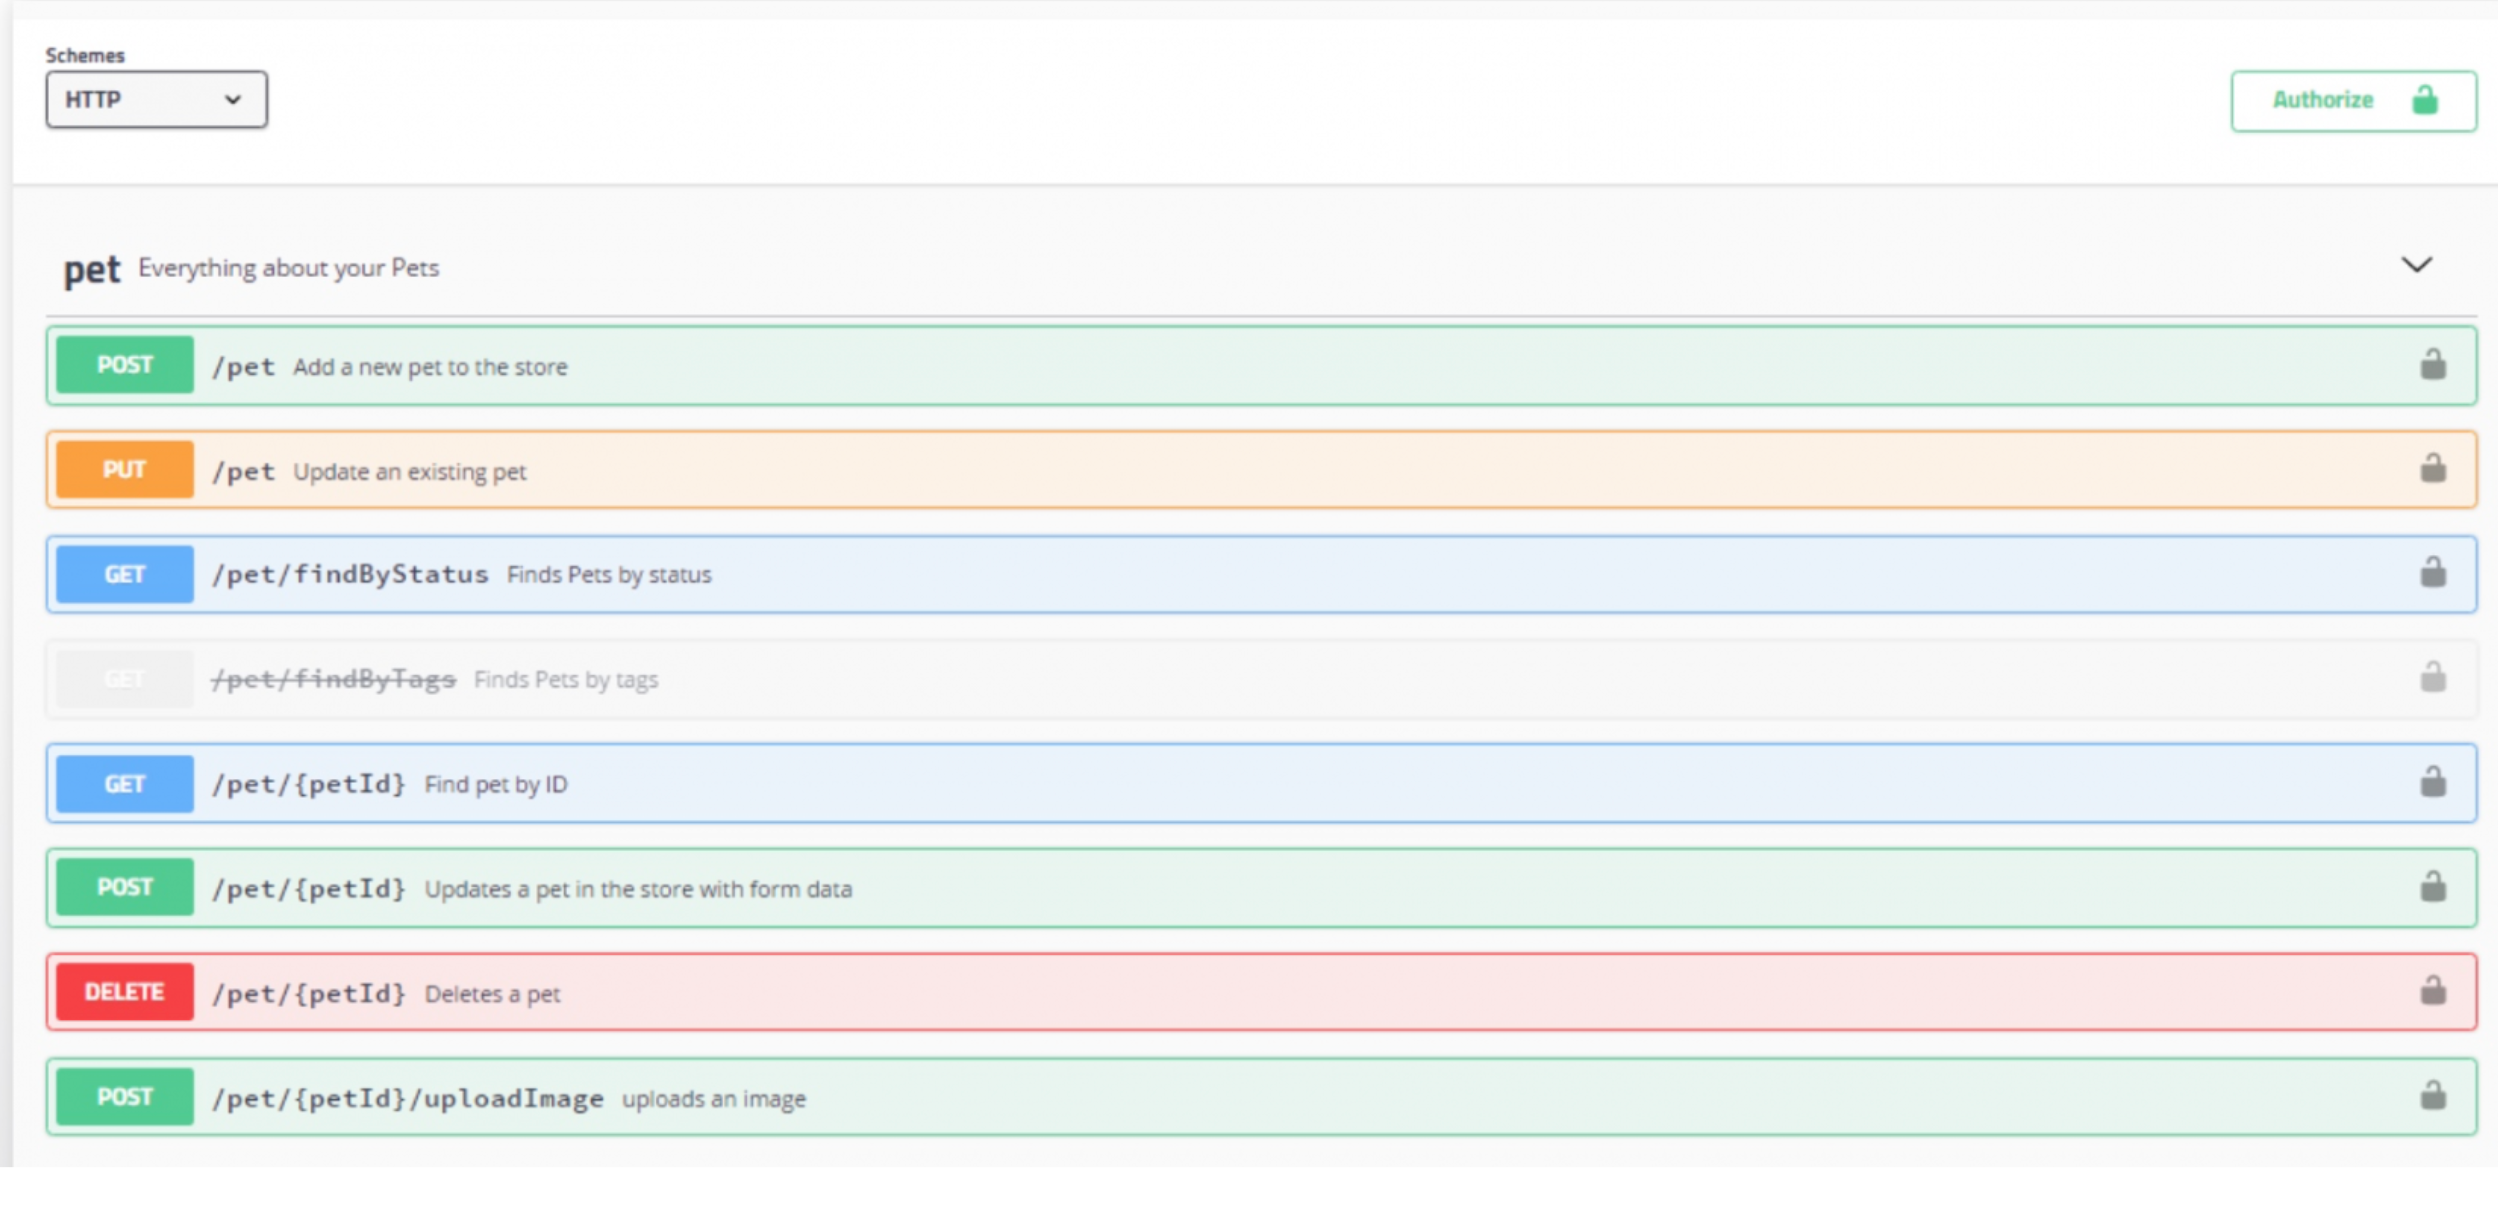 Schemes
HTTP
Authorize
pet Everything about your Pets
POST /pet Add a new pet to the store
PUT /pet Update an existing pet
GET /pet/findByStatus Finds Pets by status
GET /pet/findByTags Finds Pets by tags
GET /pet/{petId} Find pet by ID
POST /pet/{petId} Updates a pet in the store with form data
DELETE /pet/{petId} Deletes a pet
POST /pet/{petId}/uploadImage uploads an image